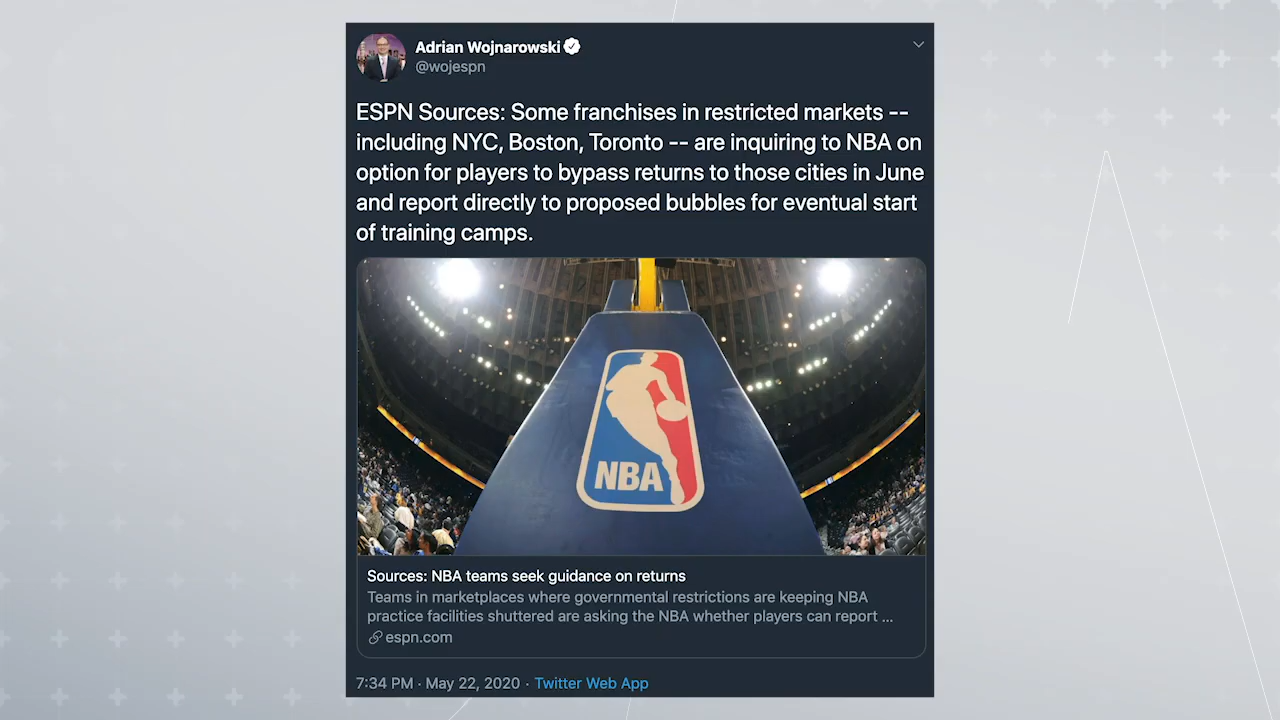 Adrian Wojnarowski
@wojespn
ESPN Sources: Some franchises in restricted markets --
including NYC, Boston, Toronto -- are inquiring to NBA on
option for players to bypass returns to those cities in June
and report directly to proposed bubbles for eventual start
of training camps.
NBA
Sources: NBA teams seek guidance on returns
Teams in marketplaces where governmental restrictions are keeping NBA
practice facilities shuttered are asking the NBA whether players can report ...
espn.com
7:34 PM · May 22, 2020 · Twitter Web App